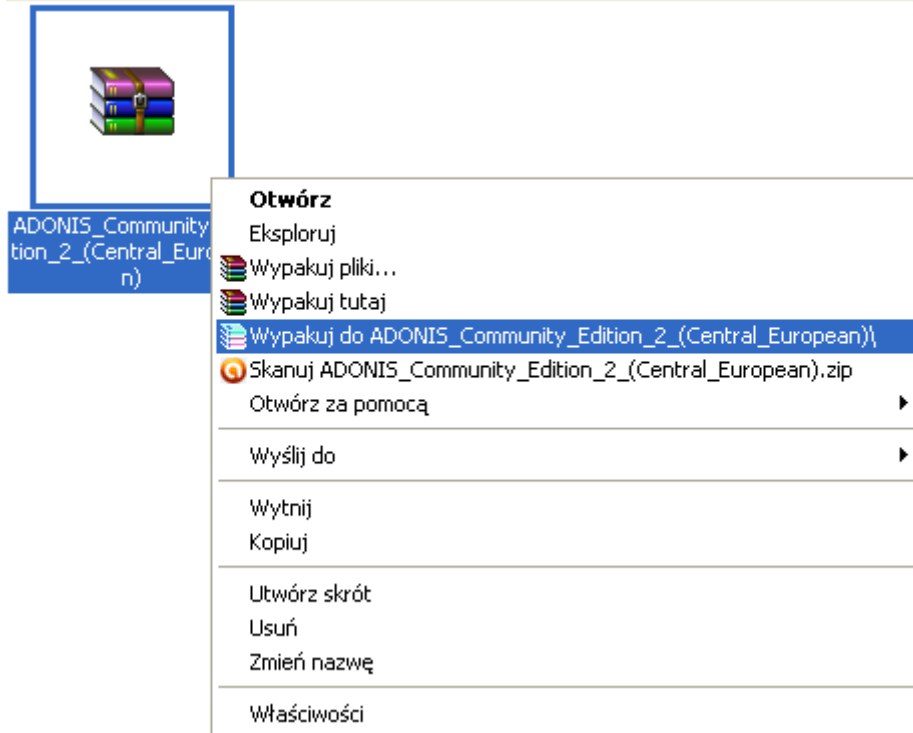 ADONIS_Community
tion_2_(Central_Euro
n)
Otwórz
Eksploruj
Wypakuj pliki...
Wypakuj tutaj
Wypakuj do ADONIS_Community_Edition_2_(Central_European)\
Skanuj ADONIS_Community_Edition_2_(Central_European).zip
Otwórz za pomocą
Wyślij do
Wytnij
Kopiuj
Utwórz skrót
Usuń
Zmień nazwę
Właściwości